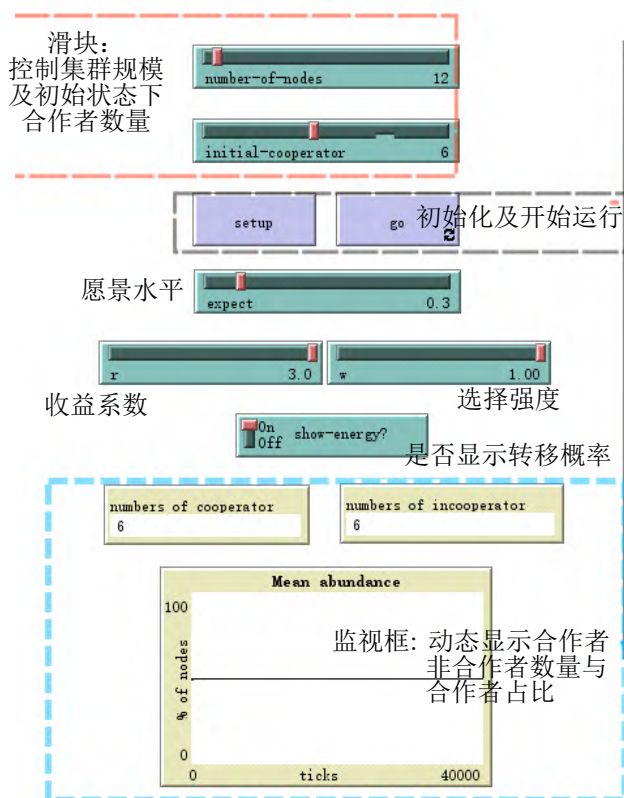 滑块：
控制集群规模
及初始状态下
合作者数量
number-of-nodes 12
initial-cooperator 6
setup
go
初始化及开始运行
愿景水平
expect 0.3
r 3.0
w 1.00
收益系数
选择强度
On
Off
show-energy?
是否显示转移概率
numbers of cooperator
6
numbers of incooperator
6
Mean abundance
100
% of nodes
0
监视框：动态显示合作者
非合作者数量与
合作者占比
0 ticks 40000